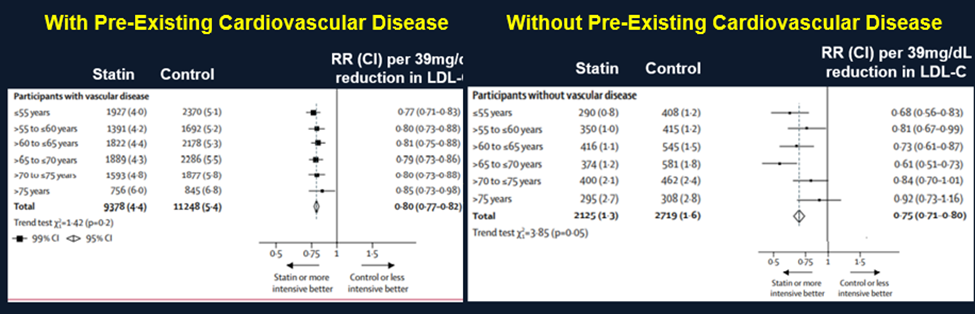 With Pre-Existing Cardiovascular Disease
RR (CI) per 39mg/d
Statin Control reduction in LDL-
Participants with vascular disease
≤55 years 1927 (4·0) 2370 (5·1) 0·77 (0·71–0·83)
>55 to ≤60 years 1391 (4·2) 1692 (5·2) 0·80 (0·73–0·88)
>60 to ≤65 years 1822 (4·4) 2178 (5·3) 0·81 (0·75–0·88)
>65 to ≤70 years 1889 (4·3) 2286 (5·5) 0·79 (0·73–0·86)
>70 to ≤75 years 1593 (4·8) 1877 (5·8) 0·80 (0·73–0·88)
>75 years 756 (6·0) 845 (6·8) 0·85 (0·73–0·98)
Total 9378 (4·4) 11248 (5·4) 0·80 (0·77–0·82)
Trend test χ²₁=1·42 (p=0·2)
99% CI 95% CI
0·5 0·75 1 1·5
Statin or more intensive better
Control or less intensive better
Without Pre-Existing Cardiovascular Disease
RR (CI) per 39mg/dL
Statin Control reduction in LDL-C
Participants without vascular disease
≤55 years 290 (0·8) 408 (1·2) 0·68 (0·56–0·83)
>55 to ≤60 years 350 (1·0) 415 (1·2) 0·81 (0·67–0·99)
>60 to ≤65 years 416 (1·1) 545 (1·5) 0·73 (0·61–0·87)
>65 to ≤70 years 374 (1·2) 581 (1·8) 0·61 (0·51–0·73)
>70 to ≤75 years 400 (2·1) 462 (2·4) 0·84 (0·70–1·01)
>75 years 295 (2·7) 308 (2·8) 0·92 (0·73–1·16)
Total 2125 (1·3) 2719 (1·6) 0·75 (0·71–0·80)
Trend test χ²₁=3·85 (p=0·05)
0·5 0·75 1 1·5
Statin or more intensive better
Control or less intensive better